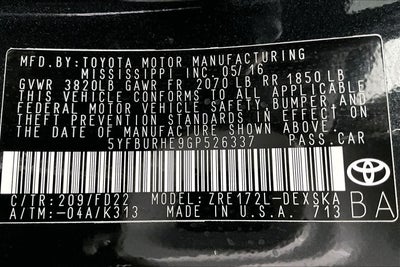 MFD.BY:TOYOTA MOTOR MANUFACTURING
MISSISSIPPI INC. 05/16
GVWR 3820LB GAWR FR. 2070 LB RR 1850 LB
THIS VEHICLE CONFORMS TO ALL APPLICABLE
FEDERAL MOTOR VEHICLE SAFETY, BUMPER, AND
THEFT PREVENTION STANDARDS IN EFFECT ON
THE DATE OF MANUFACTURE SHOWN ABOVE.
5YFBURHE9GP526337 PASS.CAR
TOYOTA
C/TR: 209/FD22 MODEL: ZRE172L-DEXSKA
A/TM:-04A/K313 MADE IN U.S.A. 713 BA